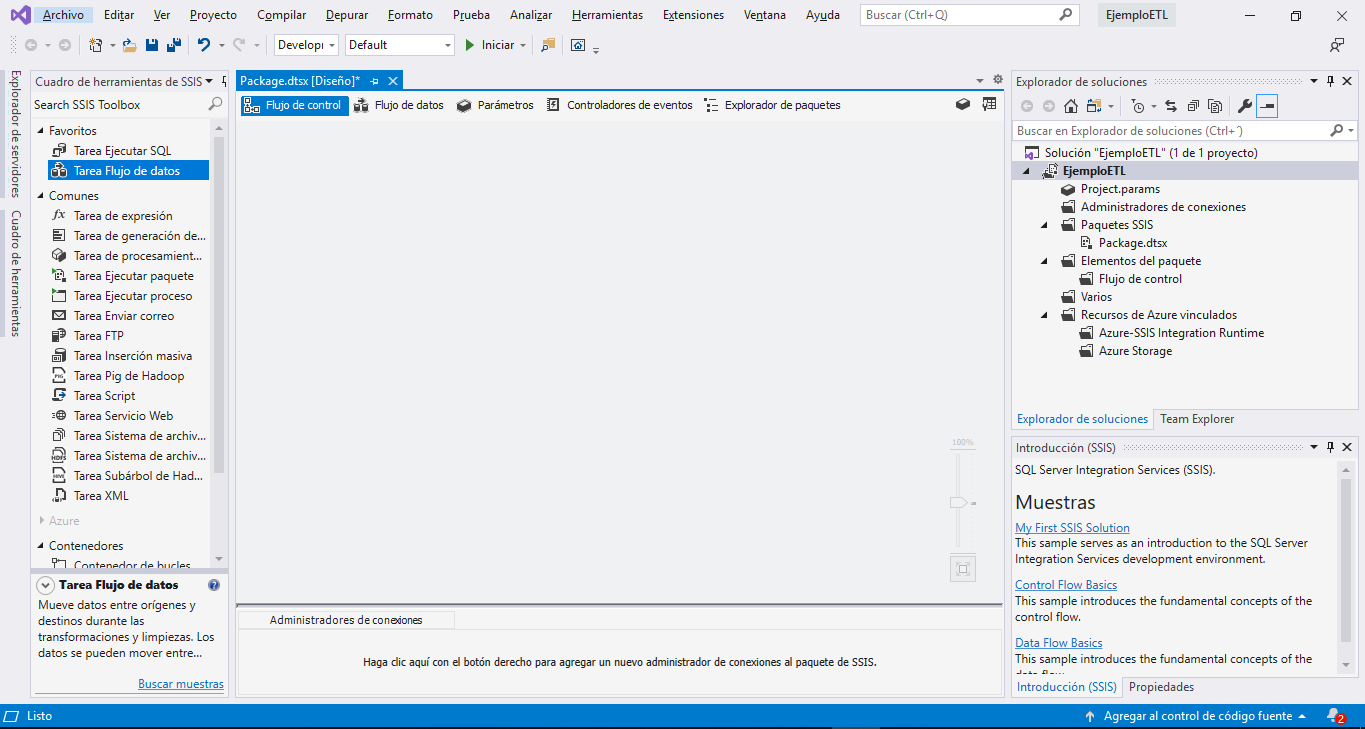 Archivo Editar Ver Proyecto Compilar Depurar Formato Prueba Analizar Herramientas Extensiones Ventana Ayuda Buscar (Ctrl+Q) EjemploETL
Develop Default Iniciar
Explorador de servidores
Cuadro de herramientas
Cuadro de herramientas de SSIS
Search SSIS Toolbox
Favoritos
Tarea Ejecutar SQL
Tarea Flujo de datos
Comunes
fx Tarea de expresión
Tarea de generación de...
Tarea de procesamient...
Tarea Ejecutar paquete
Tarea Ejecutar proceso
Tarea Enviar correo
Tarea FTP
Tarea Inserción masiva
Tarea Pig de Hadoop
Tarea Script
Tarea Servicio Web
Tarea Sistema de archiv...
Tarea Sistema de archiv...
Tarea Subárbol de Had...
Tarea XML
Azure
Contenedores
Contenedor de bucles
Tarea Flujo de datos
Mueve datos entre orígenes y
destinos durante las
transformaciones y limpiezas. Los
datos se pueden mover entre...
Buscar muestras
Package.dtsx [Diseño]*
Flujo de control Flujo de datos Parámetros Controladores de eventos Explorador de paquetes
100%
Administradores de conexiones
Haga clic aquí con el botón derecho para agregar un nuevo administrador de conexiones al paquete de SSIS.
Explorador de soluciones
Buscar en Explorador de soluciones (Ctrl+´)
Solución "EjemploETL" (1 de 1 proyecto)
EjemploETL
Project.params
Administradores de conexiones
Paquetes SSIS
Package.dtsx
Elementos del paquete
Flujo de control
Varios
Recursos de Azure vinculados
Azure-SSIS Integration Runtime
Azure Storage
Explorador de soluciones Team Explorer
Introducción (SSIS)
SQL Server Integration Services (SSIS).
Muestras
My First SSIS Solution
This sample serves as an introduction to the SQL Server
Integration Services development environment.
Control Flow Basics
This sample introduces the fundamental concepts of the
control flow.
Data Flow Basics
This sample introduces the fundamental concepts of the
data flow.
Introducción (SSIS) Propiedades
Listo Agregar al control de código fuente 2